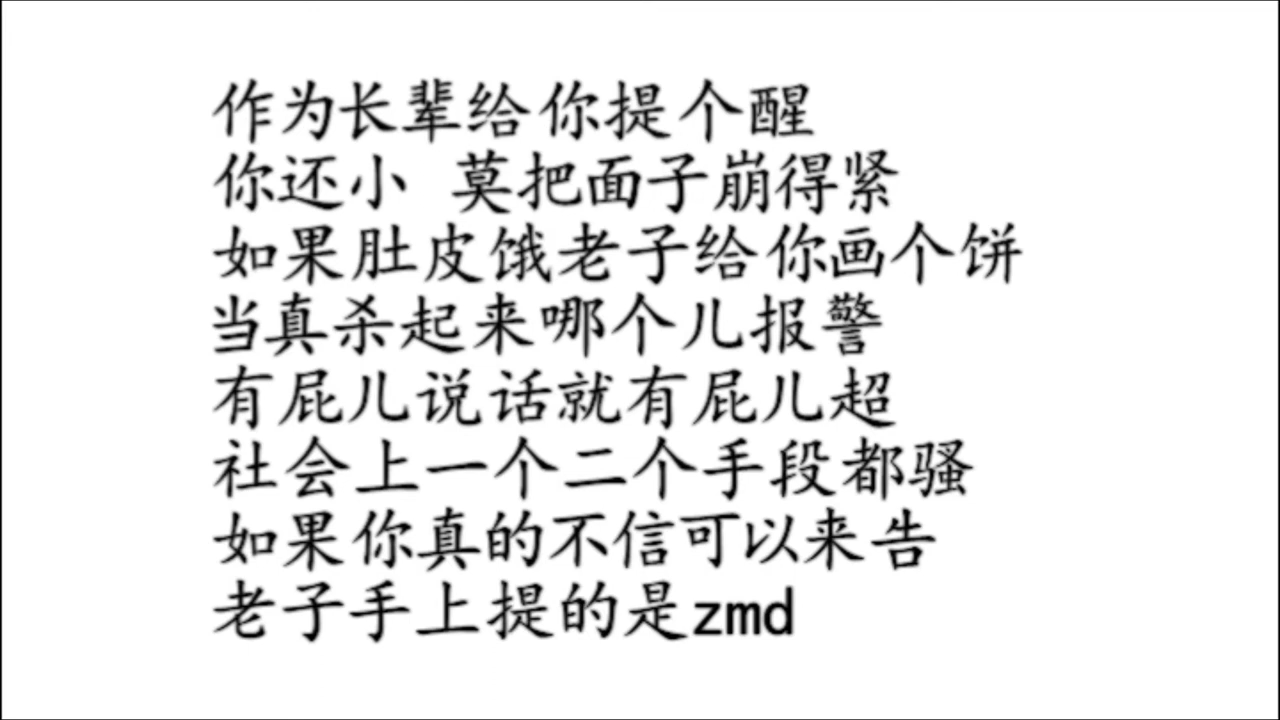 作为长辈给你提个醒
你还小 莫把面子崩得紧
如果肚皮饿老子给你画个饼
当真杀起来哪个儿报警
有屁儿说话就有屁儿超
社会上一个二个手段都骚
如果你真的不信可以来告
老子手上提的是zmd